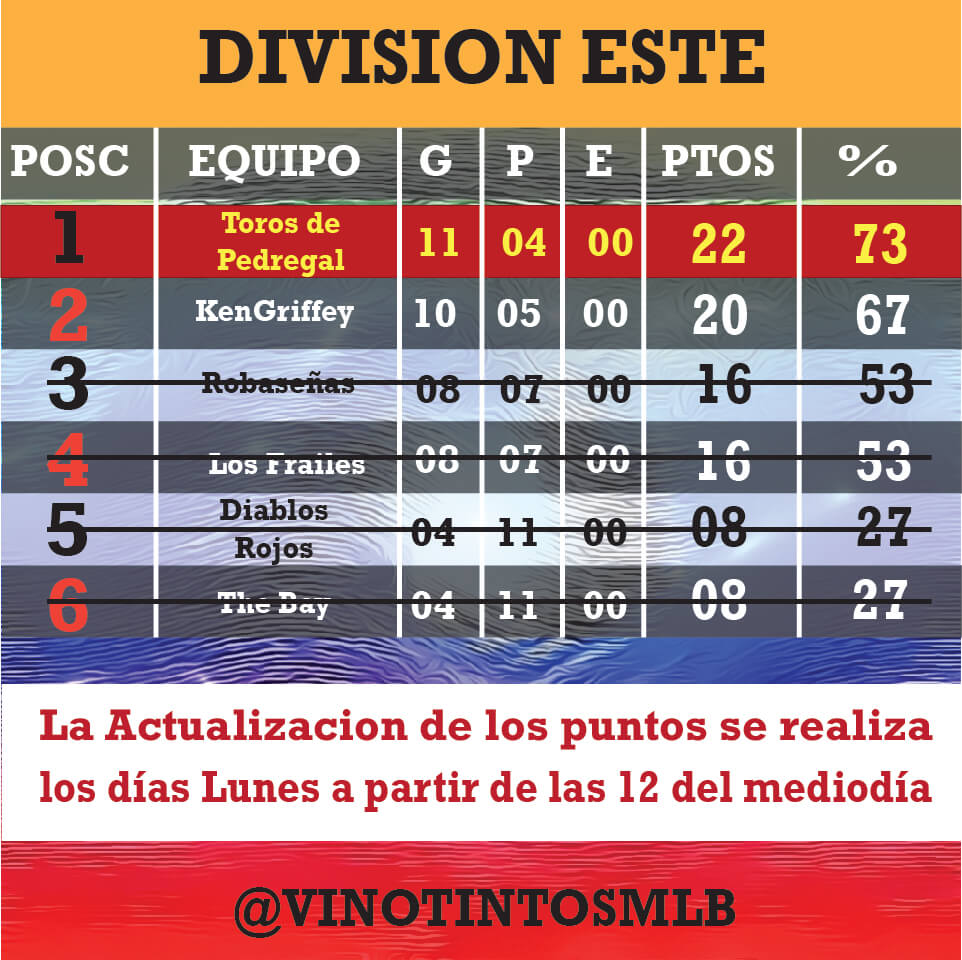 DIVISION ESTE
POSC EQUIPO G P E PTOS %
1 Toros de Pedregal 11 04 00 22 73
2 KenGriffey 10 05 00 20 67
3 Robaseñas 08 07 00 16 53
4 Los Frailes 08 07 00 16 53
5 Diablos Rojos 04 11 00 08 27
6 The Bay 04 11 00 08 27
La Actualizacion de los puntos se realiza
los días Lunes a partir de las 12 del mediodía
@VINOTINTOSMLB